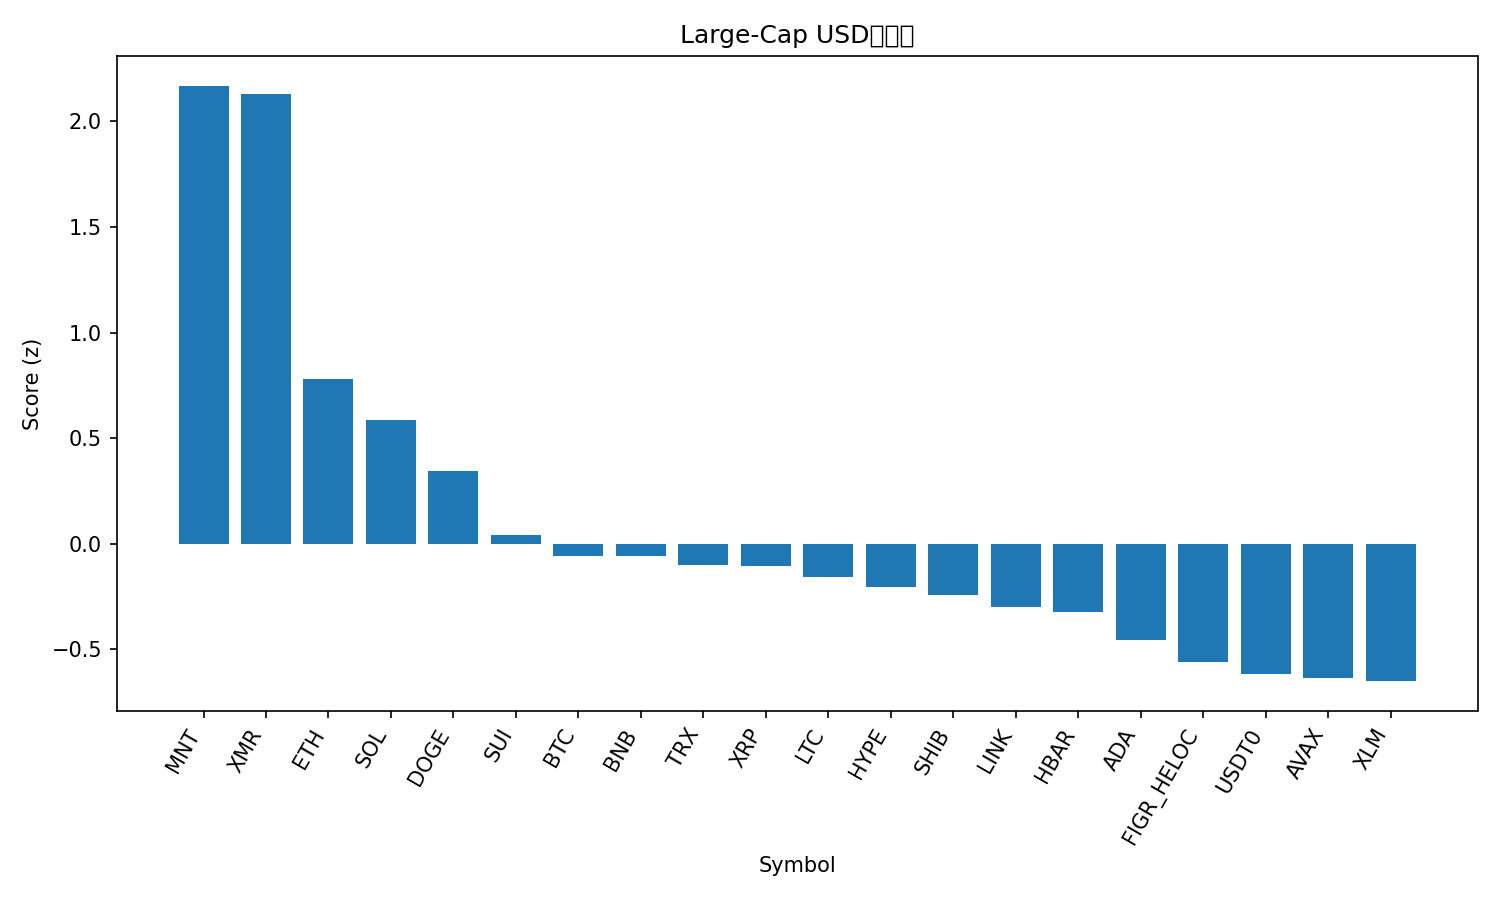 Large-Cap USD
Score (z)
2.0
1.5
1.0
0.5
0.0
−0.5
MNT
XMR
ETH
SOL
DOGE
SUI
BTC
BNB
TRX
XRP
LTC
HYPE
SHIB
LINK
HBAR
ADA
FIGR_HELOC
USDT0
AVAX
XLM
Symbol